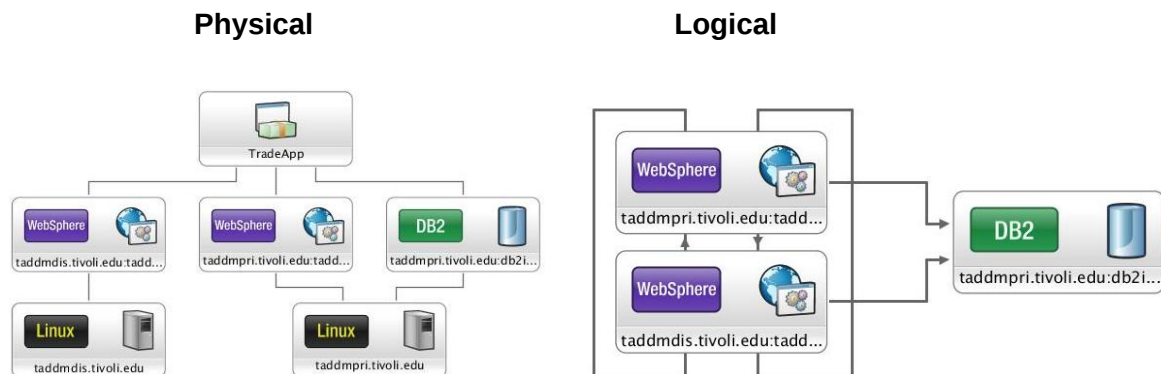 Physical
Logical
TradeApp
WebSphere
taddmdis.tivoli.edu:tadd...
WebSphere
taddmpri.tivoli.edu:tadd...
DB2
taddmpri.tivoli.edu:db2i...
Linux
taddmdis.tivoli.edu
Linux
taddmpri.tivoli.edu
WebSphere
taddmpri.tivoli.edu:tadd...
WebSphere
taddmdis.tivoli.edu:tadd...
DB2
taddmpri.tivoli.edu:db2i...